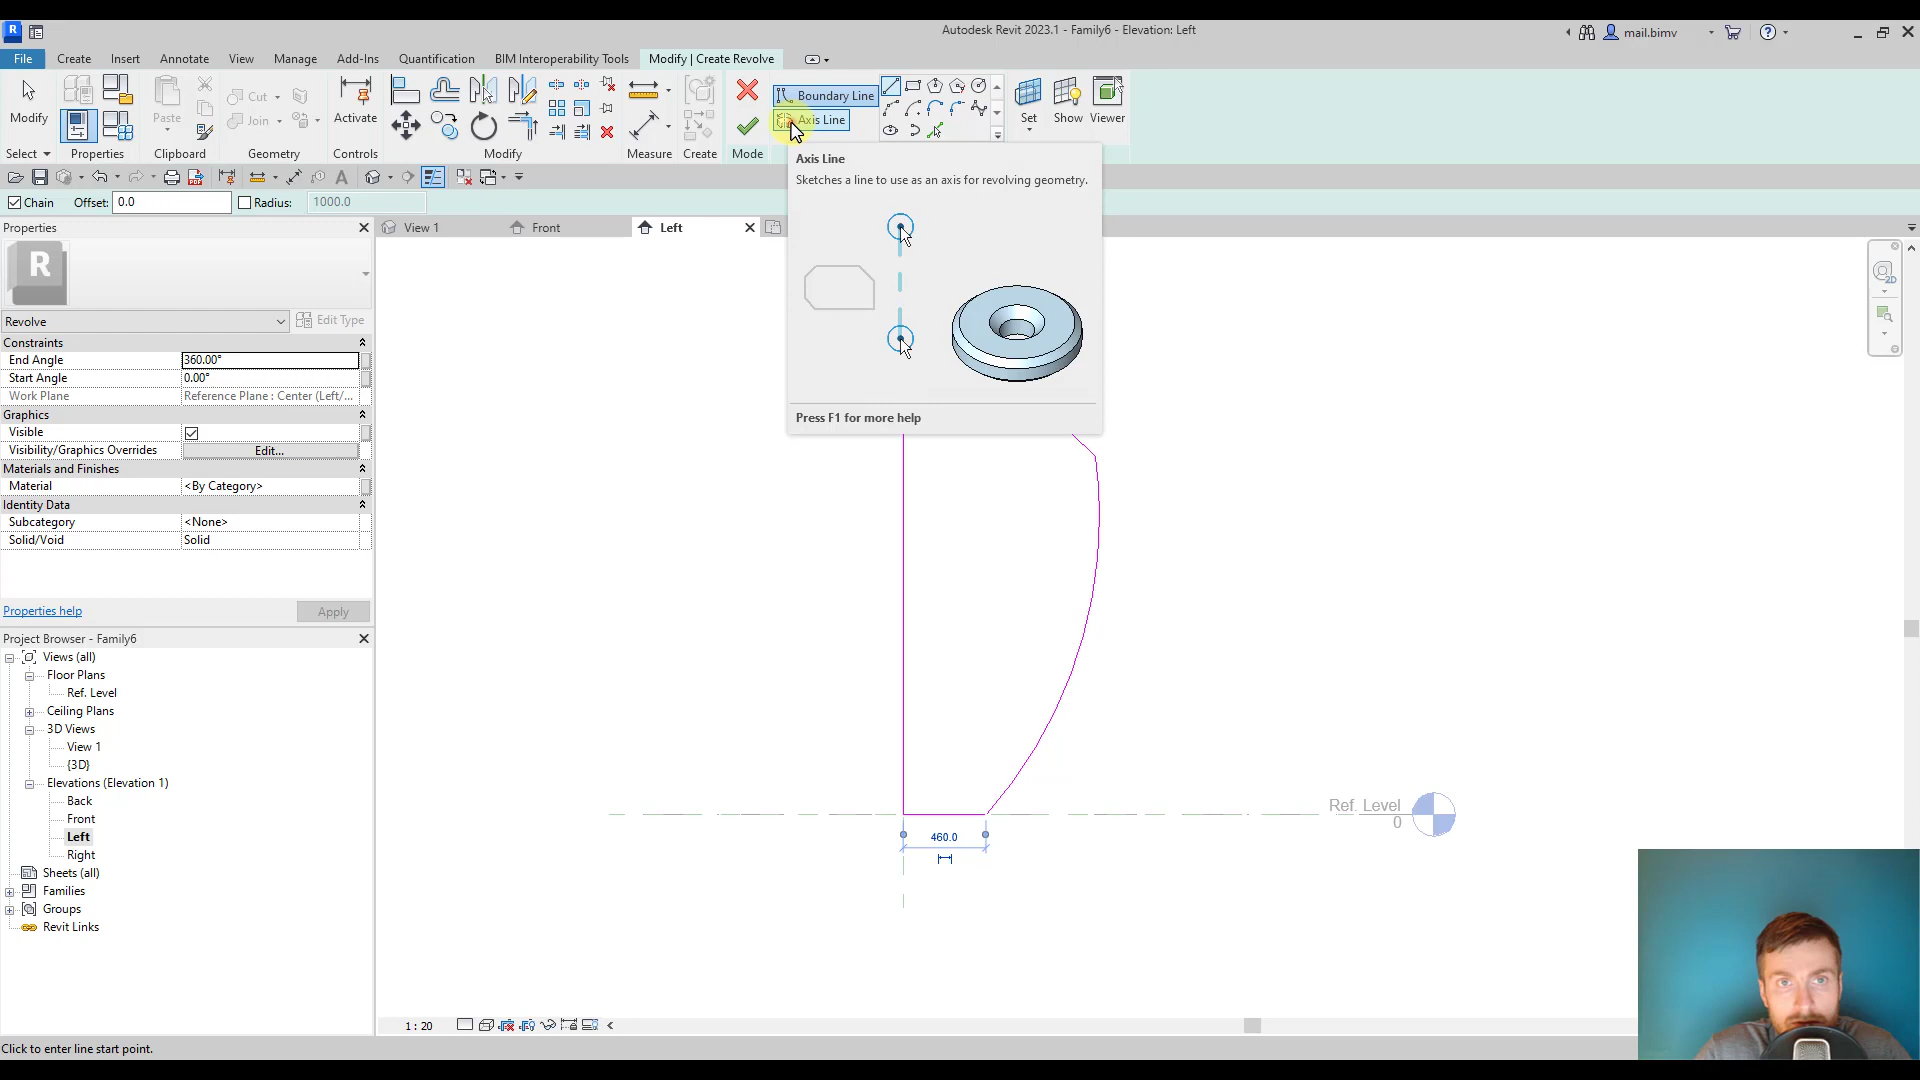 Autodesk Revit 2023.1 - Family6 - Elevation: Left
mail.bimv
File Create Insert Annotate View Manage Add-Ins Quantification BIM Interoperability Tools Modify | Create Revolve
Modify
Paste
Cut
Join
Activate
Boundary Line
Axis Line
Set
Show
Viewer
Select
Properties
Clipboard
Geometry
Controls
Modify
Measure
Create
Mode
Chain
Offset:
0.0
Radius:
1000.0
Axis Line
Sketches a line to use as an axis for revolving geometry.
Press F1 for more help
Properties
View 1
Front
Left
R
Revolve
Edit Type
Constraints
End Angle 360.00°
Start Angle 0.00°
Work Plane Reference Plane : Center (Left/...
Graphics
Visible
Visibility/Graphics Overrides Edit...
Materials and Finishes
Material <By Category>
Identity Data
Subcategory <None>
Solid/Void Solid
Properties help
Apply
Project Browser - Family6
Views (all)
Floor Plans
Ref. Level
Ceiling Plans
3D Views
View 1
{3D}
Elevations (Elevation 1)
Back
Front
Left
Right
Sheets (all)
Families
Groups
Revit Links
Ref. Level
0
460.0
2D
1 : 20
Click to enter line start point.